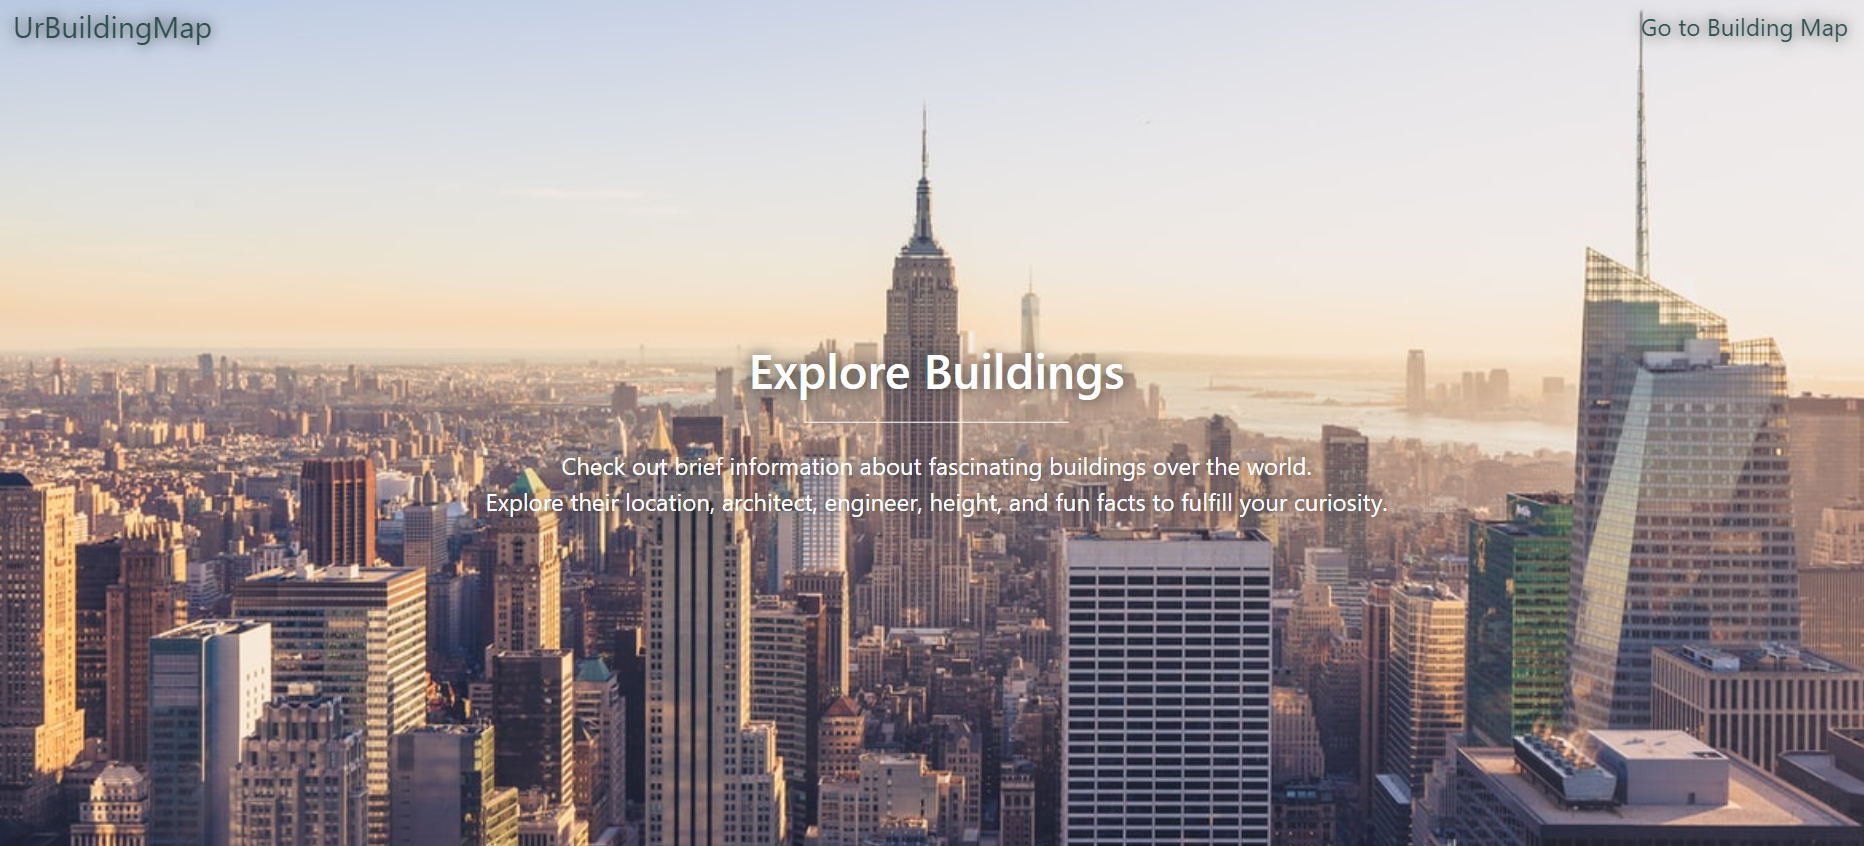 UrBuildingMap
Go to Building Map
Explore Buildings
Check out brief information about fascinating buildings over the world.
Explore their location, architect, engineer, height, and fun facts to fulfill your curiosity.